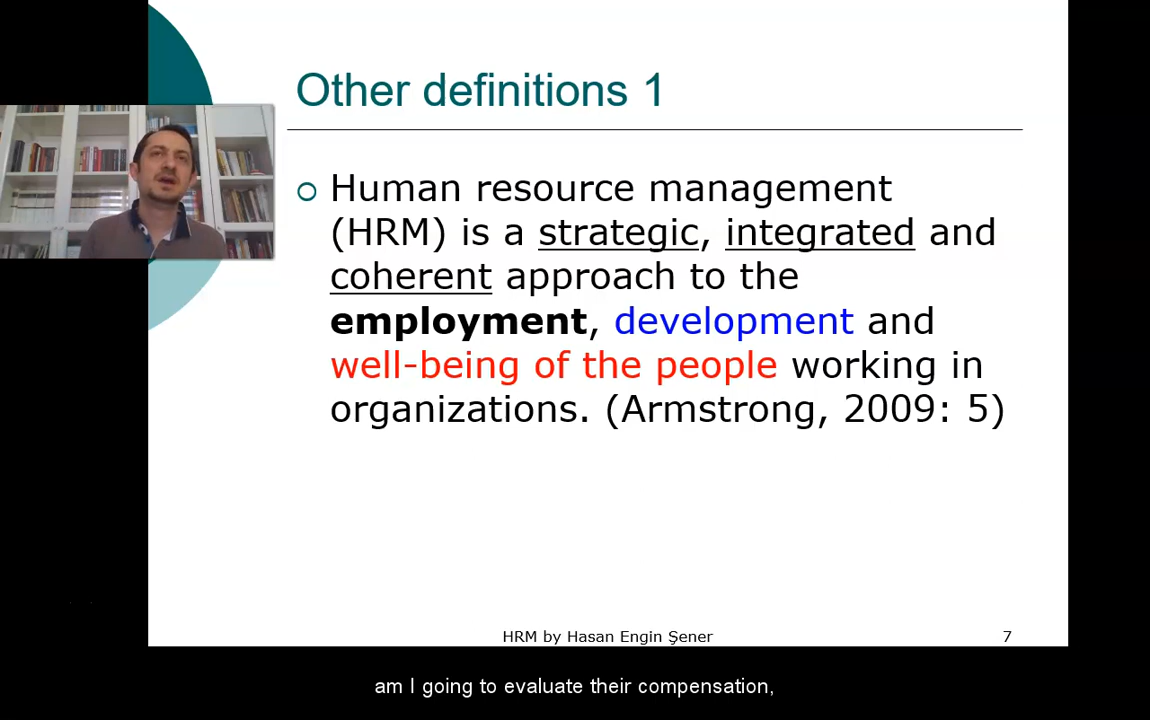 Other definitions 1
Human resource management
(HRM) is a strategic, integrated and
coherent approach to the
employment, development and
well-being of the people working in
organizations. (Armstrong, 2009: 5)
HRM by Hasan Engin Şener
7
am I going to evaluate their compensation,